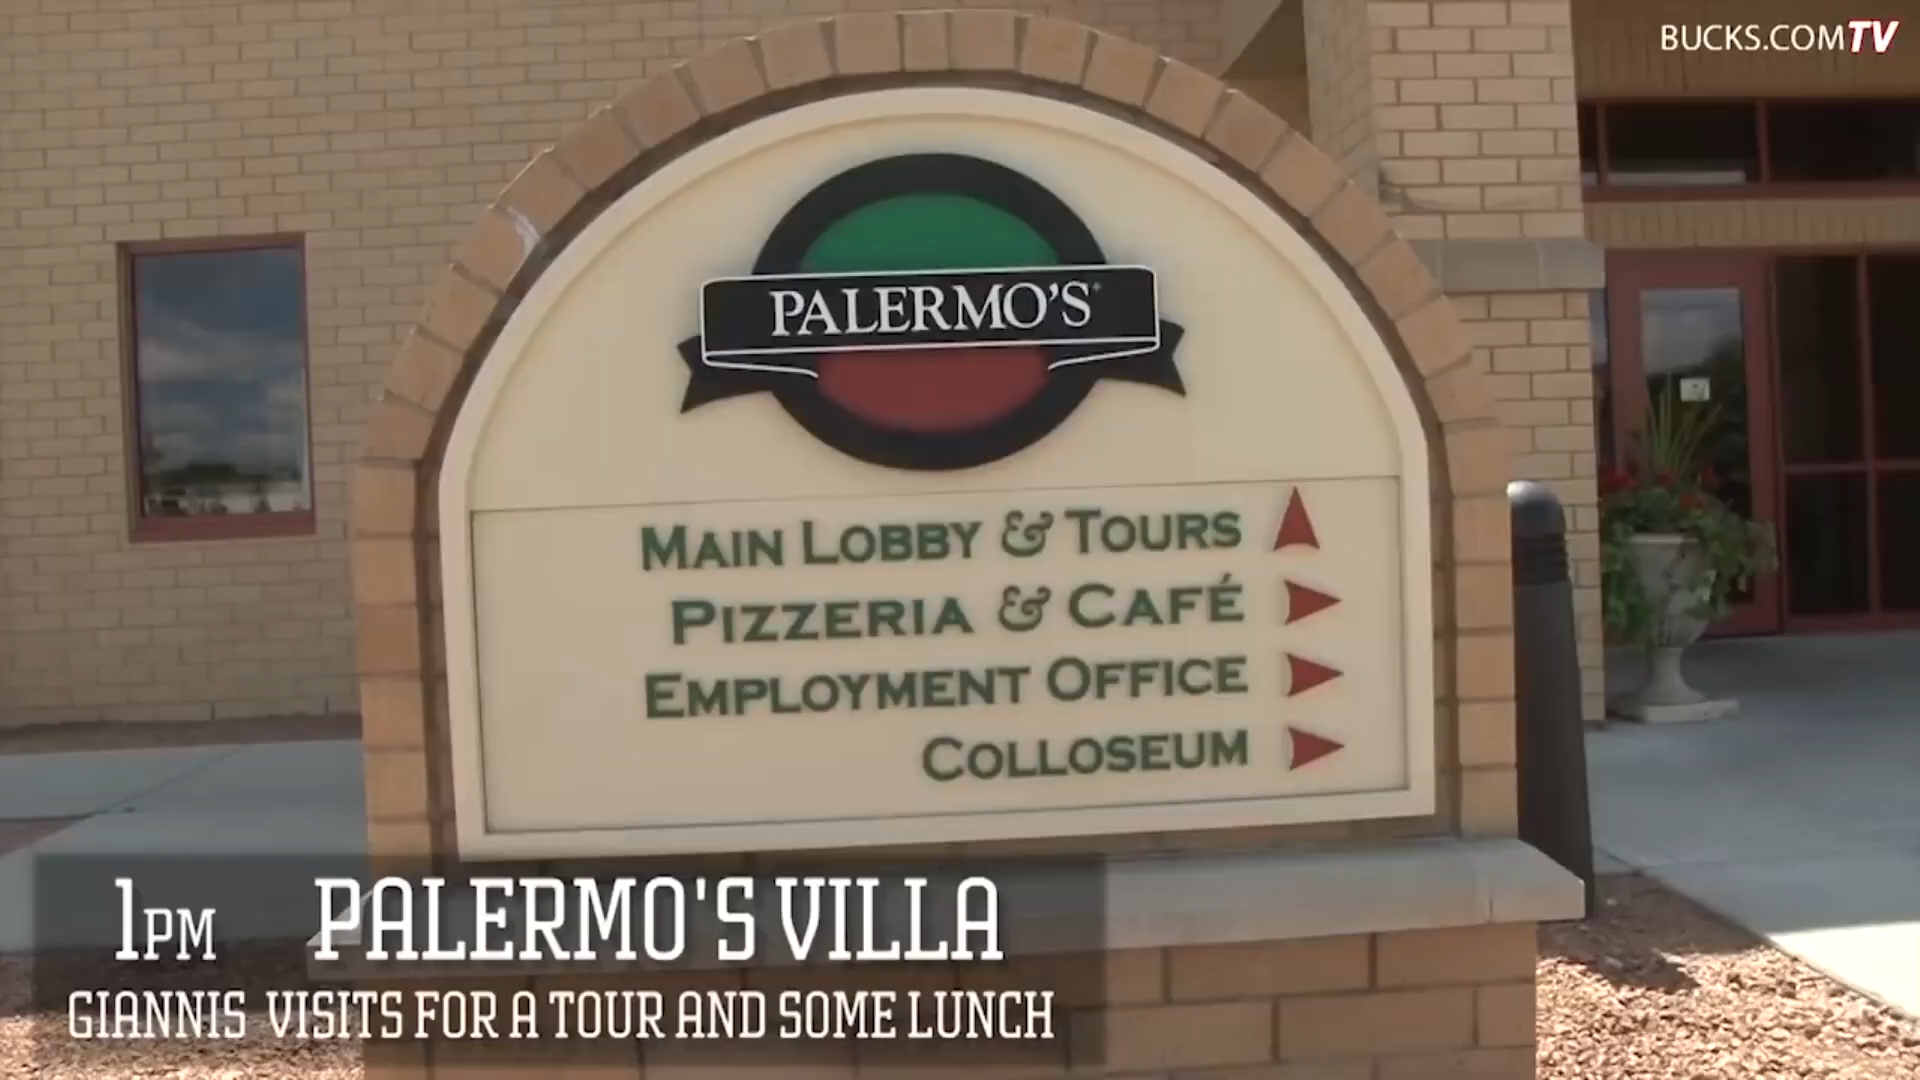 BUCKS.COMTV
PALERMO'S
MAIN LOBBY & TOURS
PIZZERIA & CAFÉ
EMPLOYMENT OFFICE
COLLOSEUM
1PM PALERMO'S VILLA
GIANNIS VISITS FOR A TOUR AND SOME LUNCH